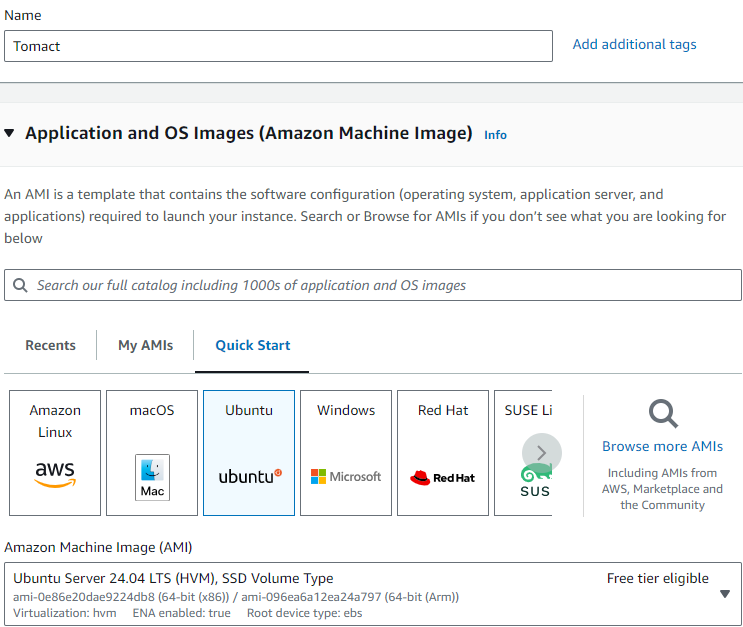 Name
Tomact
Add additional tags
Application and OS Images (Amazon Machine Image) Info
An AMI is a template that contains the software configuration (operating system, application server, and
applications) required to launch your instance. Search or Browse for AMIs if you don’t see what you are looking for
below
Search our full catalog including 1000s of application and OS images
Recents
My AMIs
Quick Start
Amazon
Linux
aws
macOS
Mac
Ubuntu
ubuntu
Windows
Microsoft
Red Hat
Red Hat
SUSE Li
SUS
Browse more AMIs
Including AMIs from
AWS, Marketplace and
the Community
Amazon Machine Image (AMI)
Ubuntu Server 24.04 LTS (HVM), SSD Volume Type
Free tier eligible
ami-0e86e20dae9224db8 (64-bit (x86)) / ami-096ea6a12ea24a797 (64-bit (Arm))
Virtualization: hvm ENA enabled: true Root device type: ebs